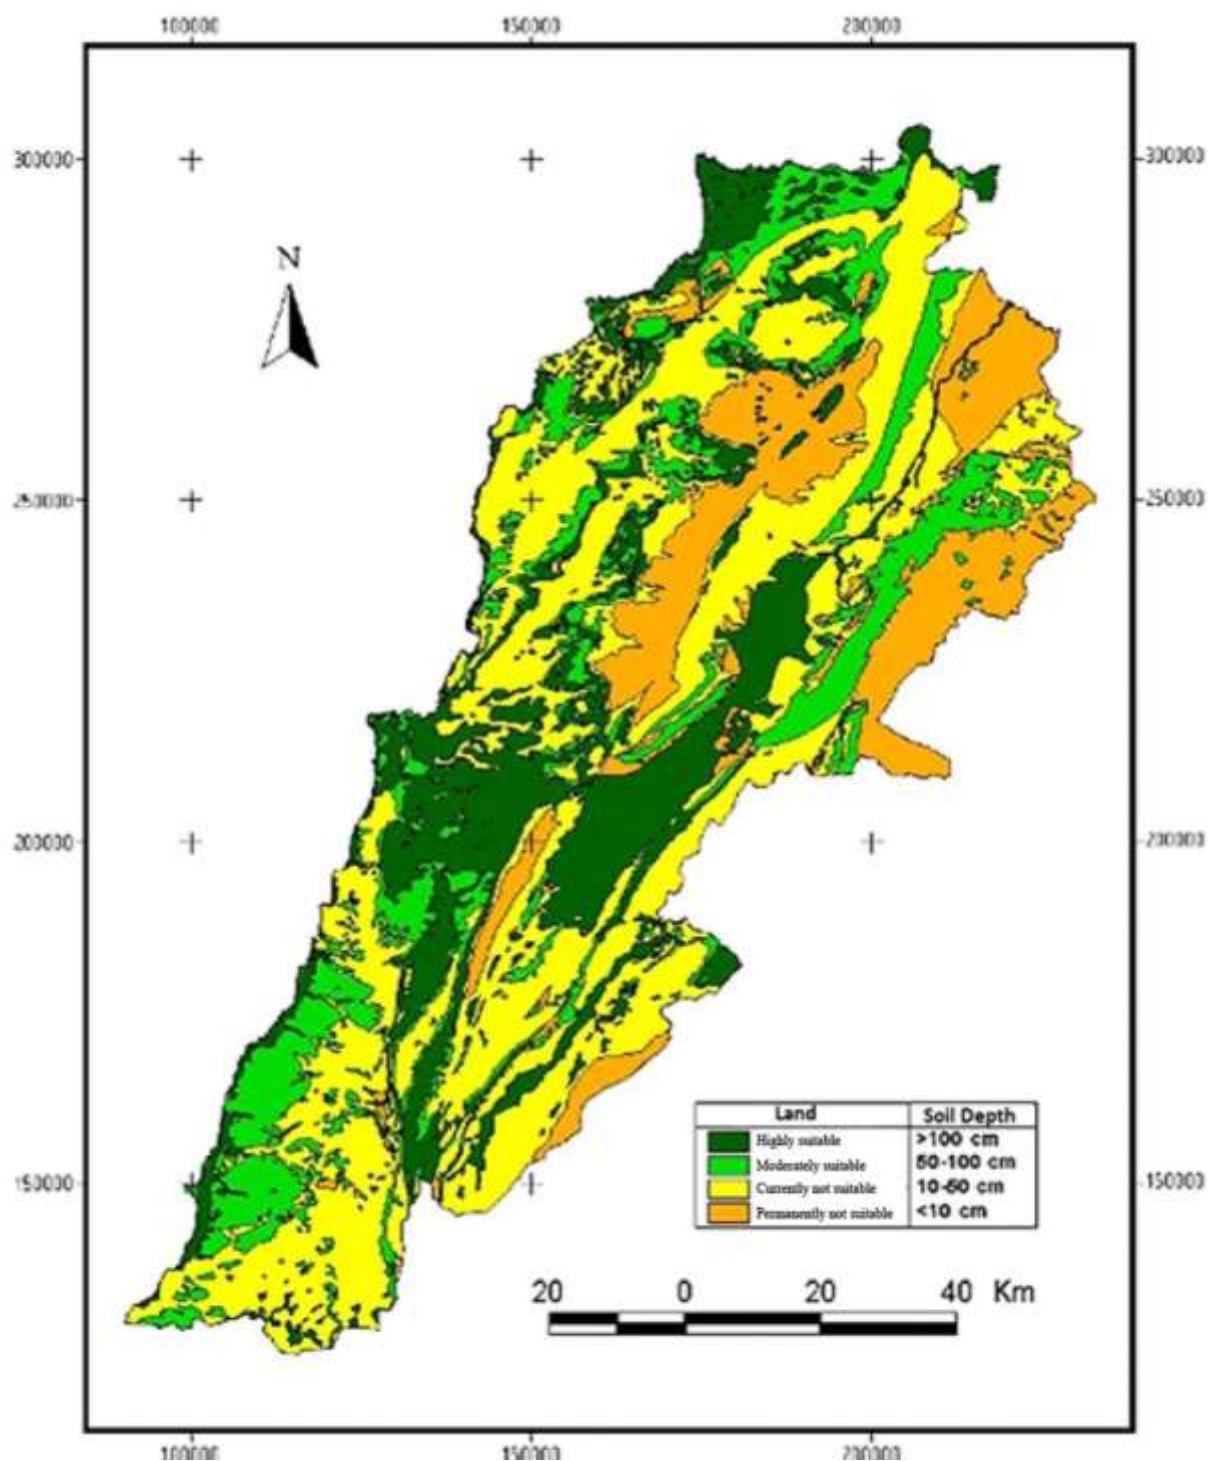 100000 150000 200000
300000 300000
N
250000 250000
200000 200000
Land Soil Depth
Highly suitable >100 cm
Moderately suitable 50-100 cm
Currently not suitable 10-50 cm
Permanently not suitable <10 cm
150000 150000
20 0 20 40 Km
100000 150000 200000